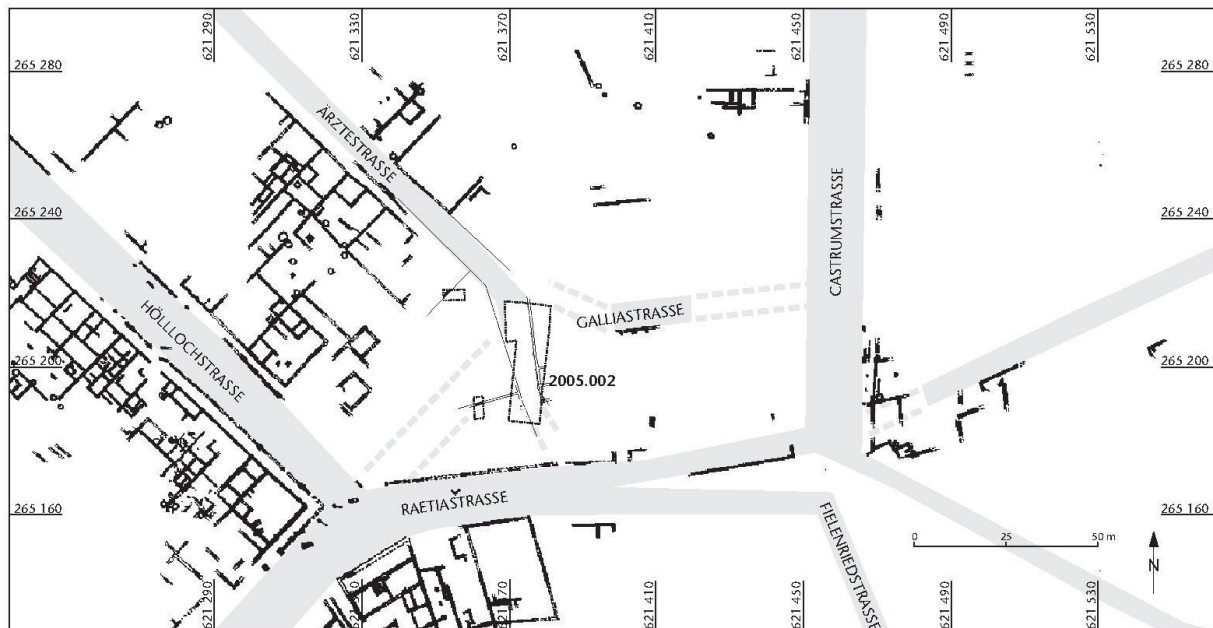 621 290
621 330
621 370
621 410
621 450
621 490
621 530
265 280
265 280
ÄRZTESTRASSE
265 240
265 240
CASTRUMSTRASSE
HÖLLLOCHSTRASSE
GALLIASTRASSE
265 200
265 200
2005.002
RAETIASTRASSE
265 160
265 160
FIELENRIEDSTRASSE
0 25 50 m
N
621 290
621 410
621 450
621 490
621 530